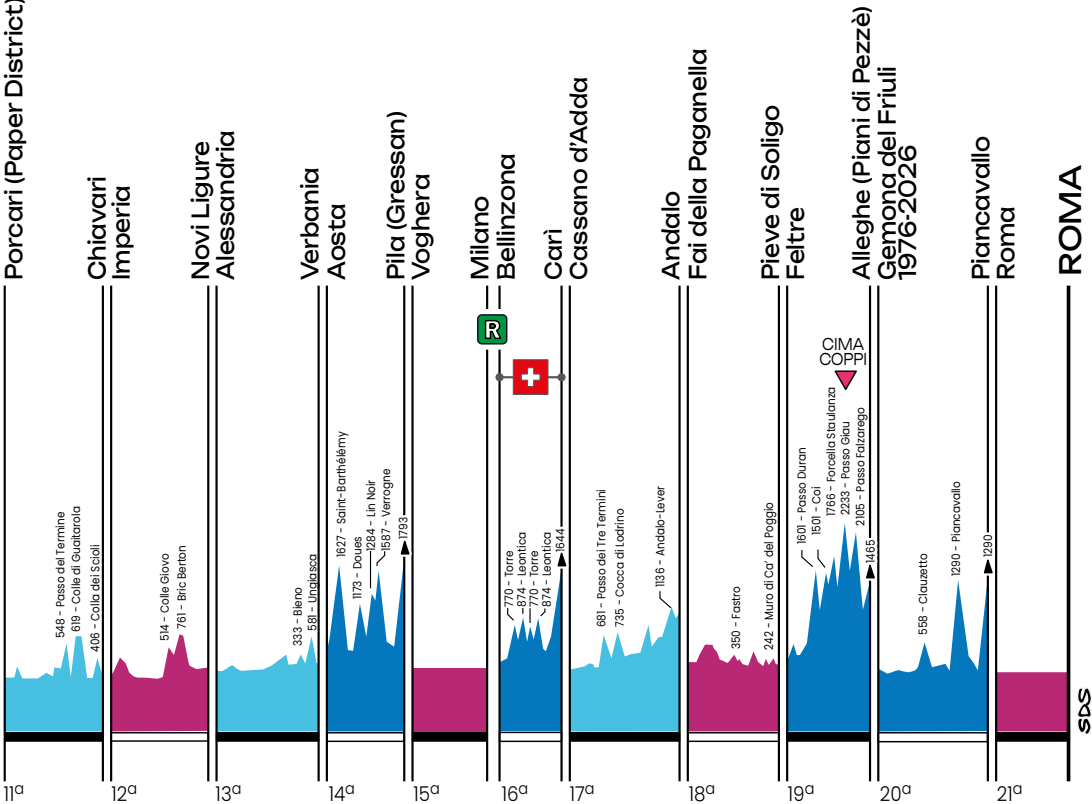 Porcari (Paper District)
Chiavari
Imperia
Novi Ligure
Alessandria
Verbania
Aosta
Pila (Gressan)
Voghera
Milano
Bellinzona
Carì
Cassano d'Adda
Andalo
Fai della Paganella
Pieve di Soligo
Feltre
Alleghe (Piani di Pezzè)
Gemona del Friuli
1976-2026
Piancavallo
Roma
ROMA
R
CIMA
COPPI
548 - Passo del Termine
619 - Colle di Guaitarola
406 - Colla dei Scioli
514 - Colle Giovo
761 - Bric Berton
333 - Bieno
581 - Ungiasca
1627 - Saint-Barthélémy
1173 - Doues
1284 - Lin Noir
1587 - Verrogne
1793
770 - Torre
874 - Leontica
770 - Torre
874 - Leontica
1644
681 - Passo dei Tre Termini
735 - Cocca di Lodrino
1136 - Andalo-Lever
350 - Fastro
242 - Muro di Ca' del Poggio
1601 - Passo Duran
1501 - Coi
1766 - Forcella Staulanza
2233 - Passo Giau
2105 - Passo Falzarego
1465
558 - Clauzetto
1290 - Piancavallo
1290
SDS
11ª
12ª
13ª
14ª
15ª
16ª
17ª
18ª
19ª
20ª
21ª